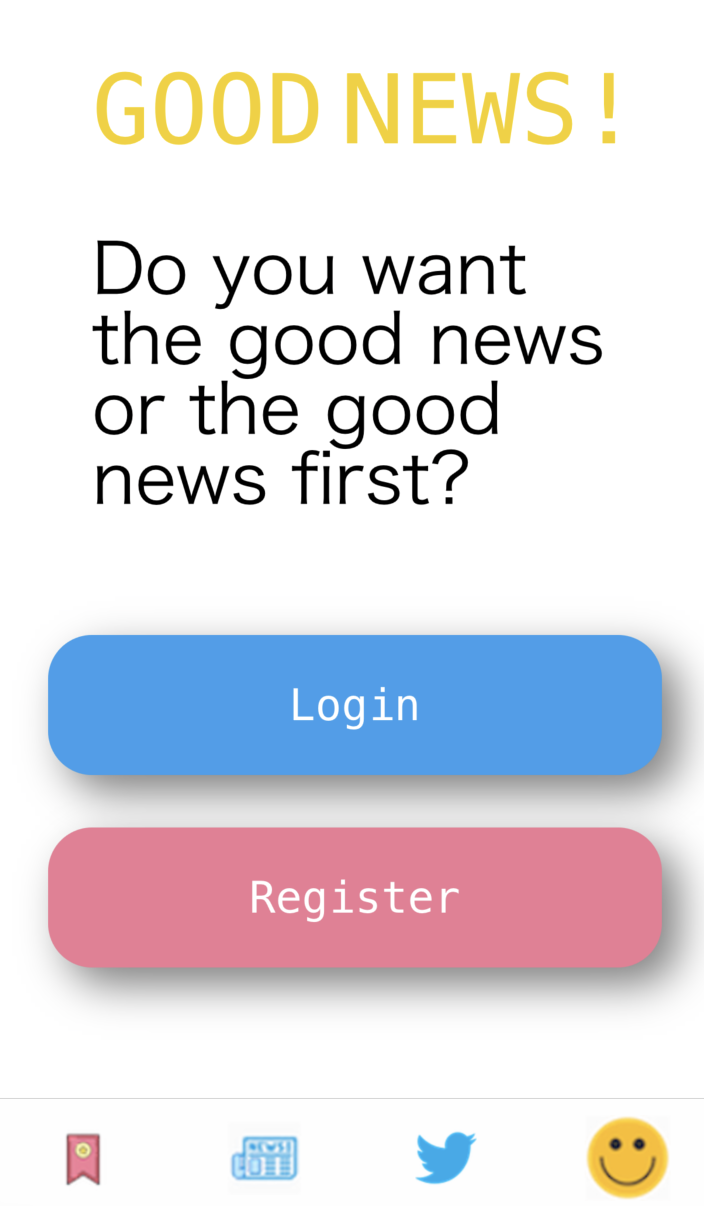 GOOD NEWS!
Do you want
the good news
or the good
news first?
Login
Register
NEWS!